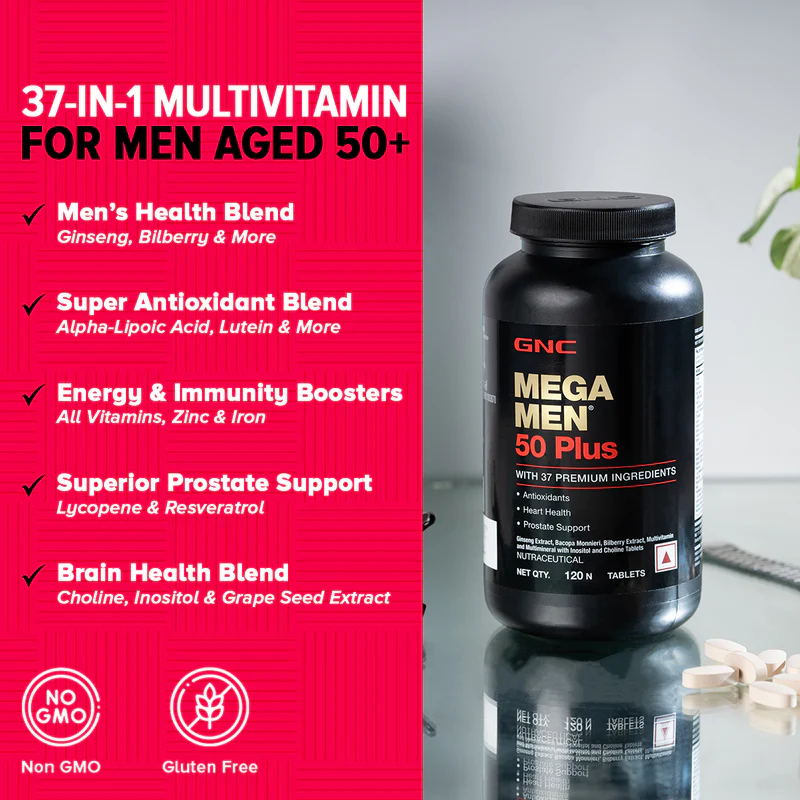 37-IN-1 MULTIVITAMIN
FOR MEN AGED 50+
Men's Health Blend
Ginseng, Bilberry & More
Super Antioxidant Blend
Alpha-Lipoic Acid, Lutein & More
Energy & Immunity Boosters
All Vitamins, Zinc & Iron
Superior Prostate Support
Lycopene & Resveratrol
Brain Health Blend
Choline, Inositol & Grape Seed Extract
NO
GMO
Non GMO
Gluten Free
GNC
MEGA
MEN®
50 Plus
WITH 37 PREMIUM INGREDIENTS
• Antioxidants
• Heart Health
• Prostate Support
Ginseng Extract, Bacopa Monnieri, Bilberry Extract, Multivitamin
and Multimineral with Inositol and Choline Tablets
NUTRACEUTICAL
NET QTY. 120 N TABLETS